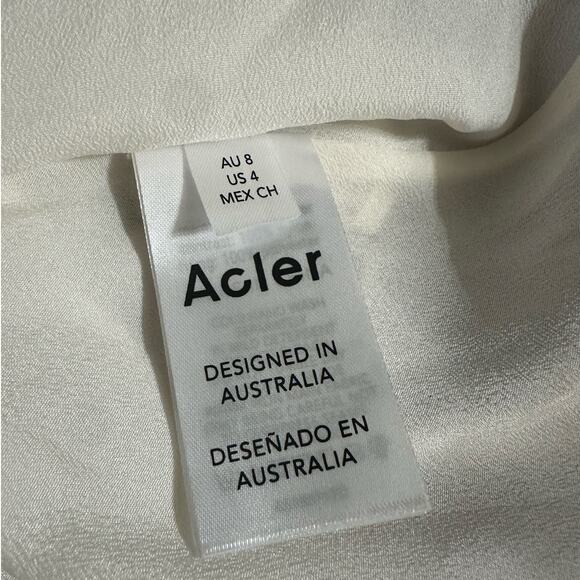 AU 8
US 4
MEX CH
Acler
DESIGNED IN
AUSTRALIA
DESEÑADO EN
AUSTRALIA